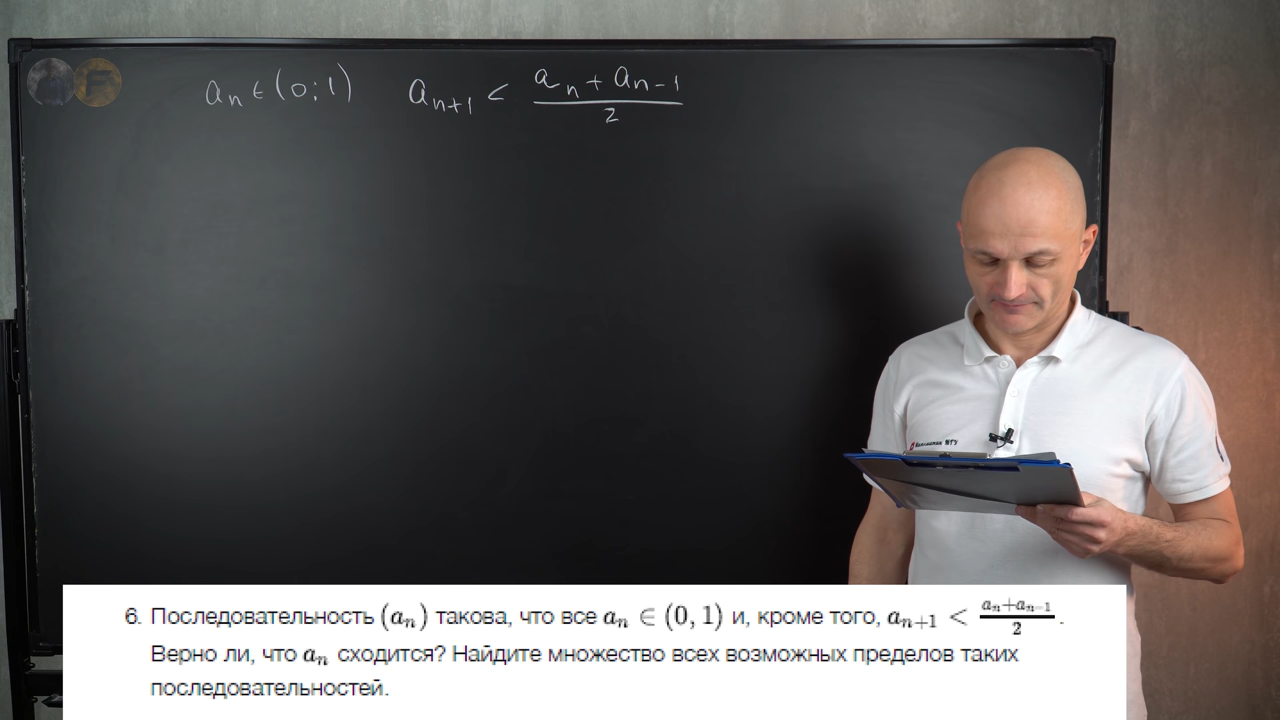 aₙ ∈ (0; 1) aₙ₊₁ < (aₙ + aₙ₋₁)/2
6. Последовательность (aₙ) такова, что все aₙ ∈ (0, 1) и, кроме того, aₙ₊₁ < (aₙ+aₙ₋₁)/2.
Верно ли, что aₙ сходится? Найдите множество всех возможных пределов таких
последовательностей.